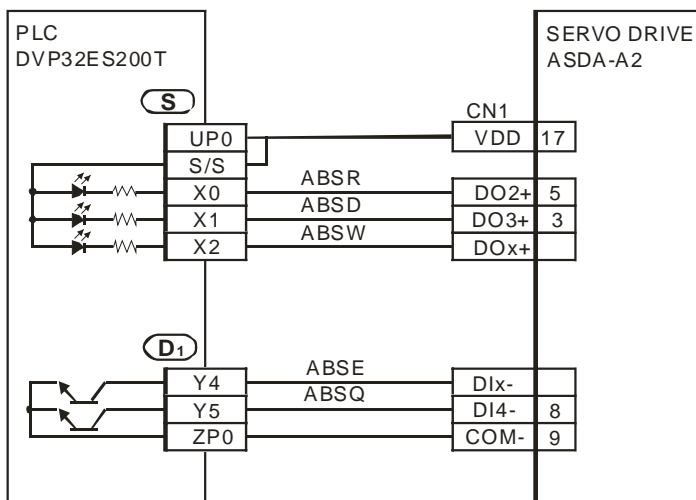 PLC
DVP32ES200T
SERVO DRIVE
ASDA-A2
S
CN1
UP0
VDD 17
S/S
X0
ABSR
DO2+ 5
X1
ABSD
DO3+ 3
X2
ABSW
DOx+
D1
Y4
ABSE
DIx-
Y5
ABSQ
DI4- 8
ZP0
COM- 9